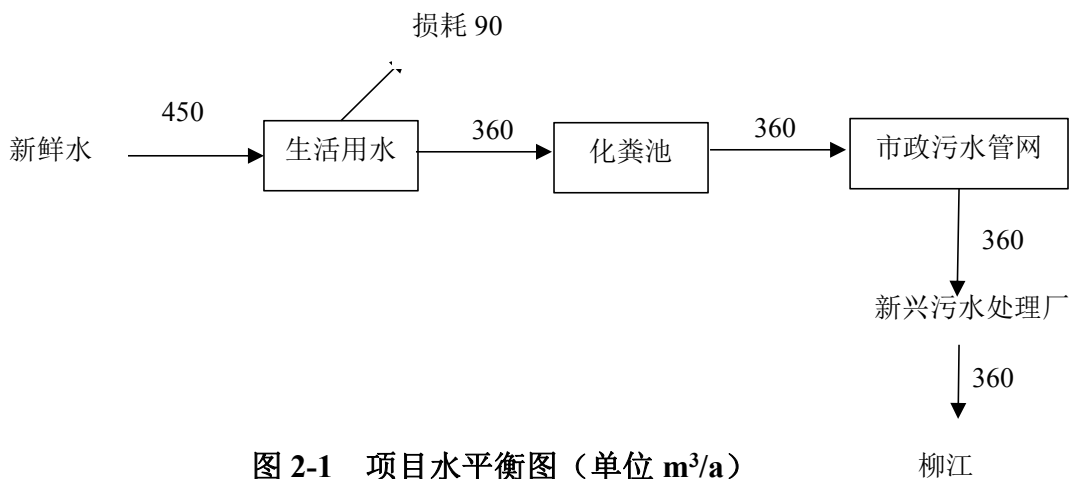 损耗 90
450
新鲜水
生活用水
360
化粪池
360
市政污水管网
360
新兴污水处理厂
360
图 2-1 项目水平衡图（单位 m³/a）
柳江